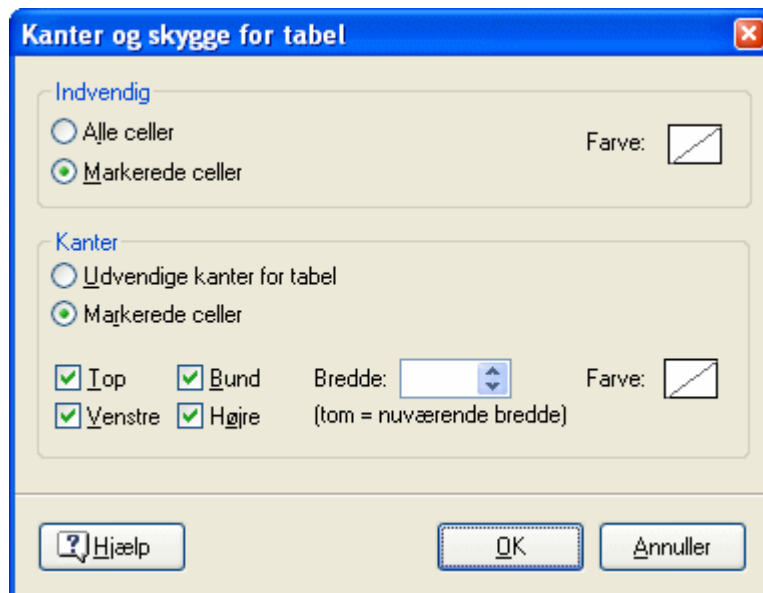 Kanter og skygge for tabel
Indvendig
Alle celler
Farve:
Markerede celler
Kanter
Udvendige kanter for tabel
Markerede celler
Top Bund Bredde: Farve:
Venstre Højre (tom = nuværende bredde)
Hjælp OK Annuller